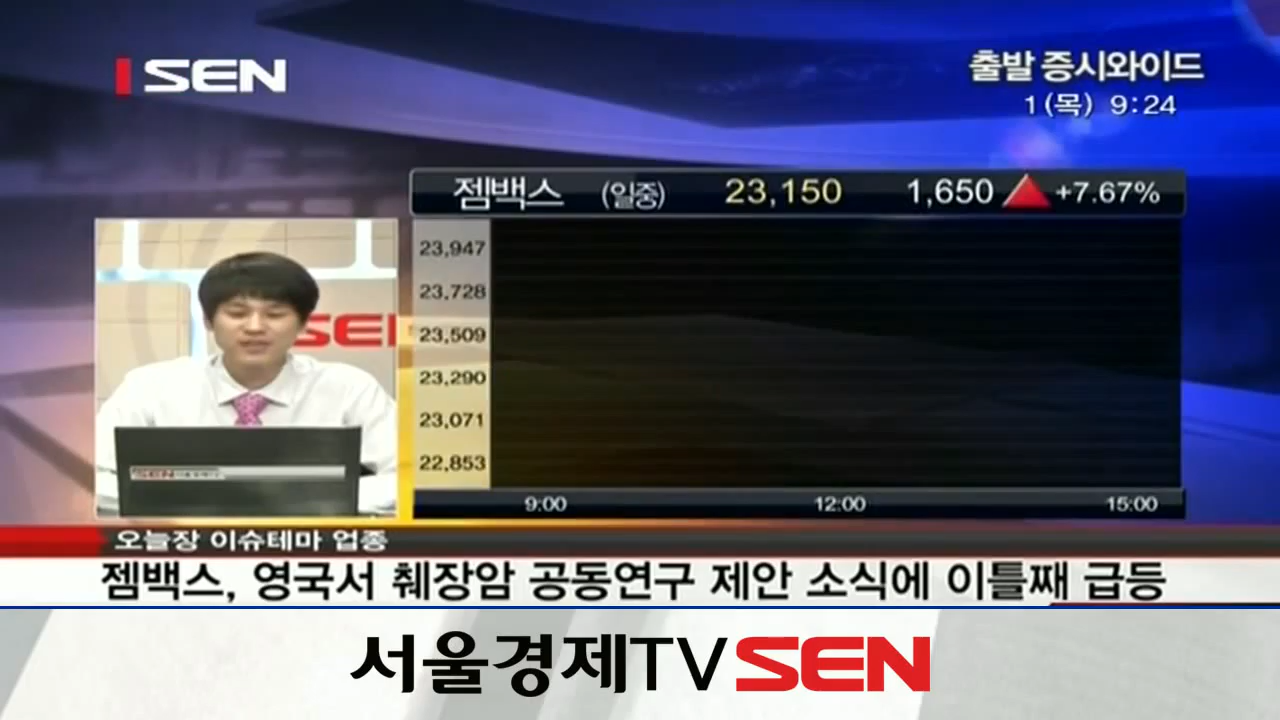 SEN
출발 증시와이드
1(목) 9:24
젬백스 (일중) 23,150 1,650 ▲ +7.67%
23,947
23,728
23,509
23,290
23,071
22,853
9:00 12:00 15:00
SEN
SEN
오늘장 이슈테마 업종
젬백스, 영국서 췌장암 공동연구 제안 소식에 이틀째 급등
서울경제TV SEN